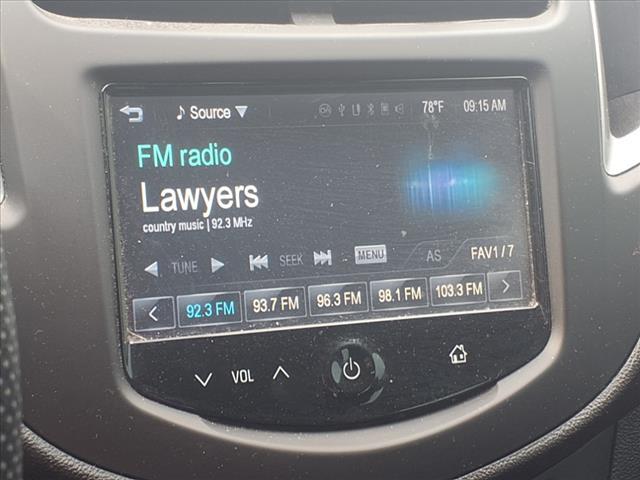 ♪ Source ▼ 78°F 09:15 AM
FM radio
Lawyers
country music | 92.3 MHz
TUNE SEEK MENU AS FAV1 / 7
92.3 FM 93.7 FM 96.3 FM 98.1 FM 103.3 FM
VOL